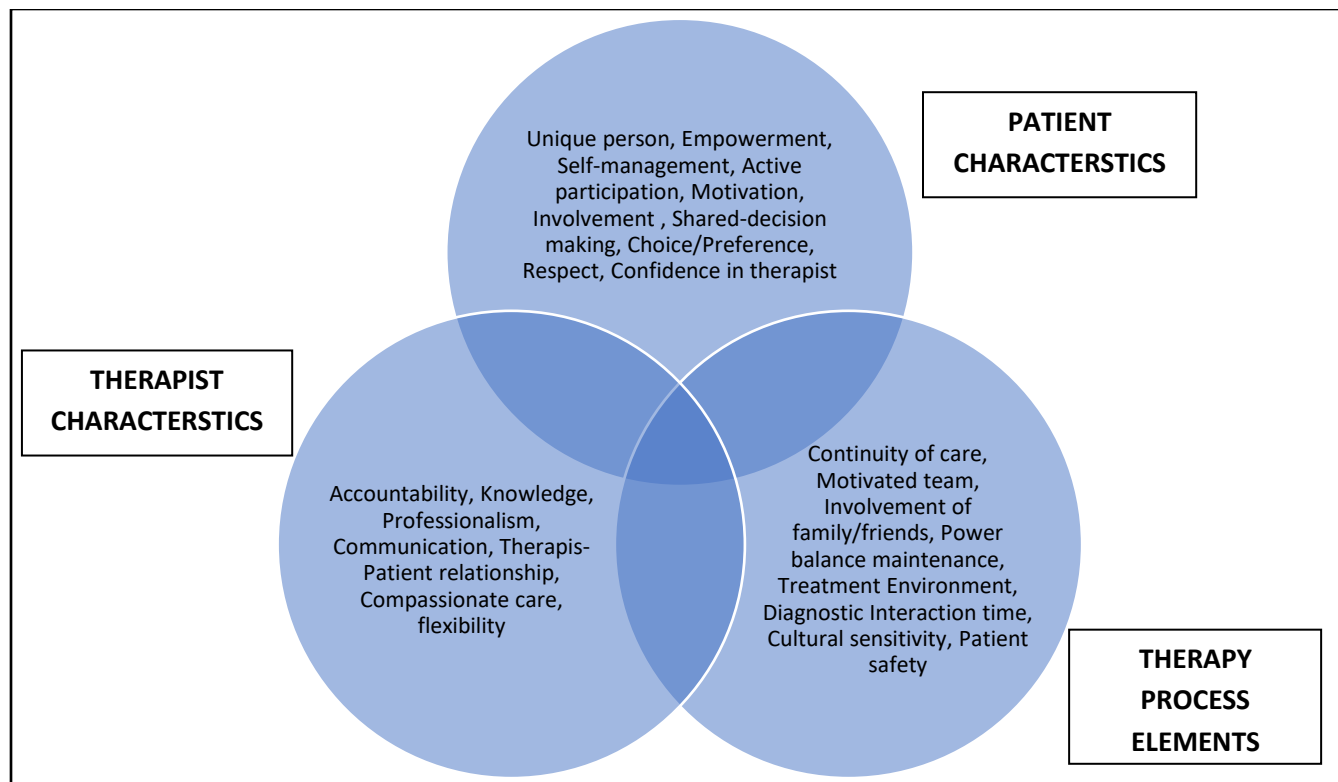 Unique person, Empowerment,
Self-management, Active
participation, Motivation,
Involvement , Shared-decision
making, Choice/Preference,
Respect, Confidence in therapist
PATIENT
CHARACTERSTICS
THERAPIST
CHARACTERSTICS
Accountability, Knowledge,
Professionalism,
Communication, Therapis-
Patient relationship,
Compassionate care,
flexibility
Continuity of care,
Motivated team,
Involvement of
family/friends, Power
balance maintenance,
Treatment Environment,
Diagnostic Interaction time,
Cultural sensitivity, Patient
safety
THERAPY
PROCESS
ELEMENTS